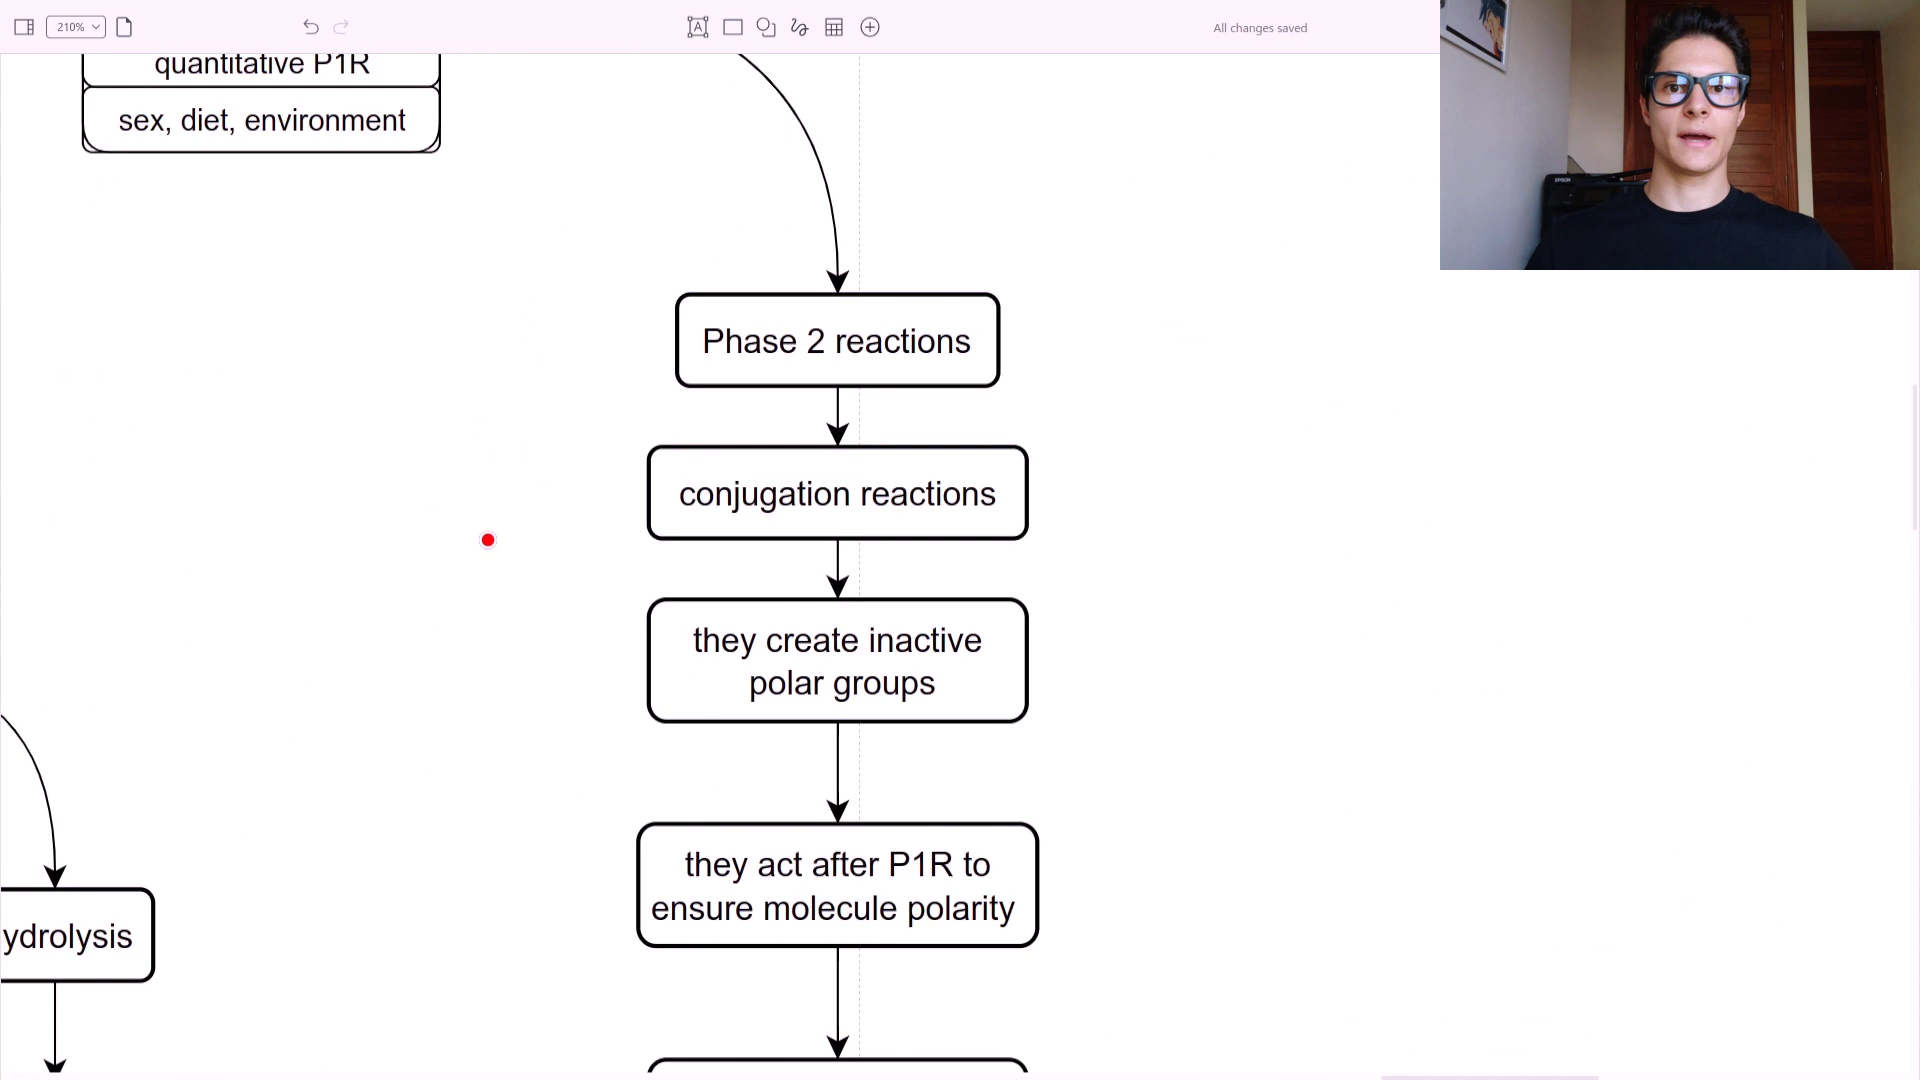 210%
All changes saved
quantitative P1R
sex, diet, environment
EPSON
Phase 2 reactions
conjugation reactions
they create inactive
polar groups
they act after P1R to
ensure molecule polarity
ydrolysis